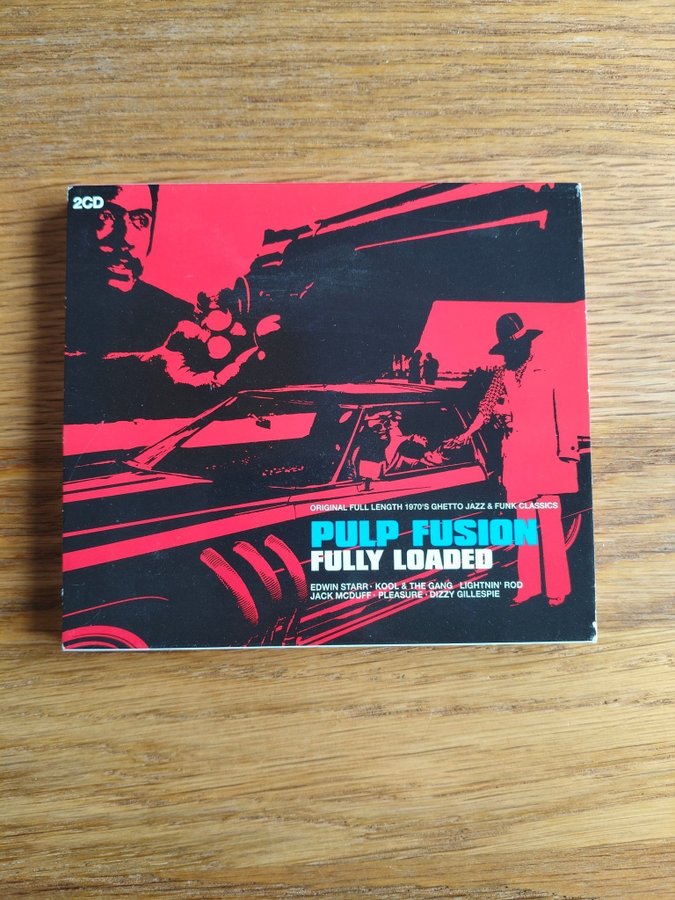 2CD
ORIGINAL FULL LENGTH 1970'S GHETTO JAZZ & FUNK CLASSICS
PULP FUSION
FULLY LOADED
EDWIN STARR · KOOL & THE GANG · LIGHTNIN' ROD
JACK MCDUFF · PLEASURE · DIZZY GILLESPIE